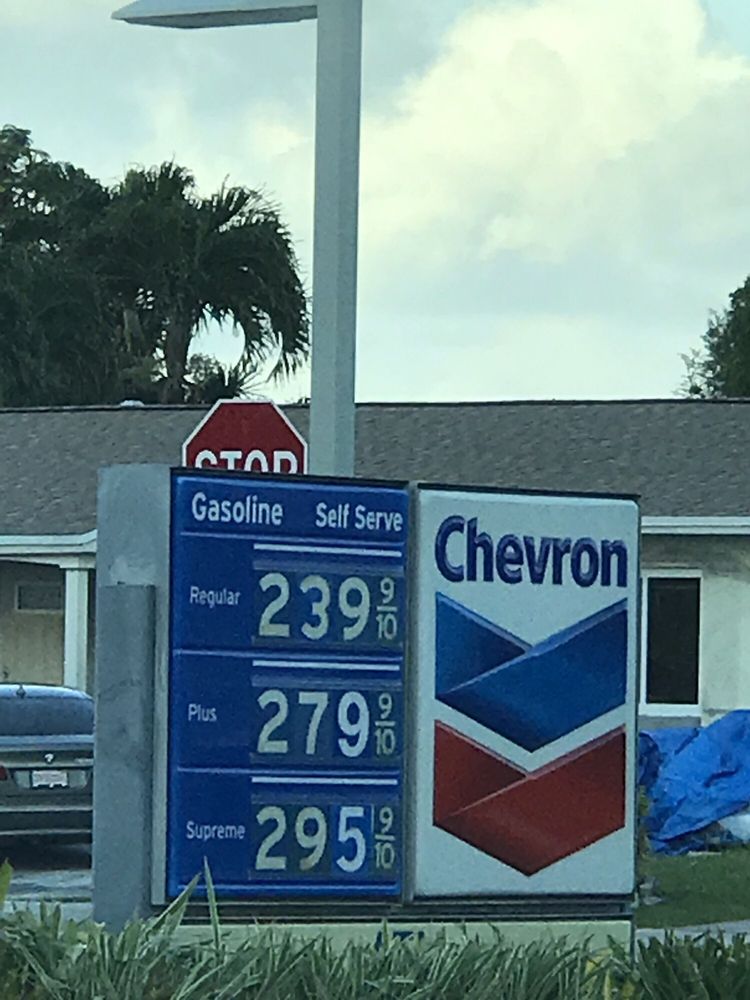 STOP
Gasoline Self Serve
Regular 239 9/10
Plus 279 9/10
Supreme 295 9/10
Chevron